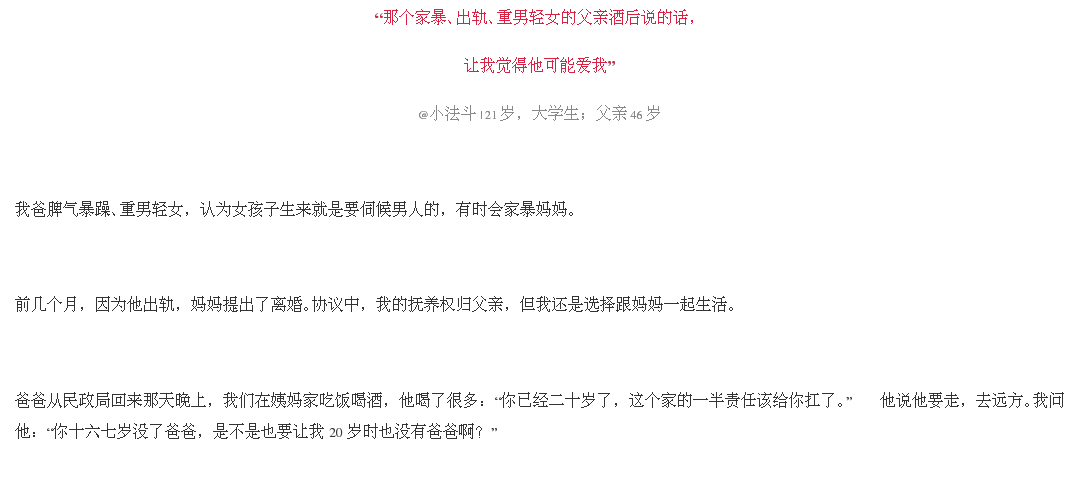 “那个家暴、出轨、重男轻女的父亲酒后说的话，
让我觉得他可能爱我”
@小法斗 | 21 岁，大学生；父亲 46 岁
我爸脾气暴躁、重男轻女，认为女孩子生来就是要伺候男人的，有时会家暴妈妈。
前几个月，因为他出轨，妈妈提出了离婚。协议中，我的抚养权归父亲，但我还是选择跟妈妈一起生活。
爸爸从民政局回来那天晚上，我们在姨妈家吃饭喝酒，他喝了很多：“你已经二十岁了，这个家的一半责任该给你扛了。” 他说他要走，去远方。我问
他：“你十六七岁没了爸爸，是不是也要让我 20 岁时也没有爸爸啊？”